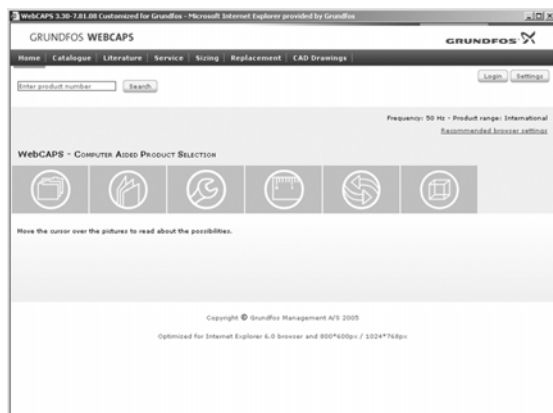 WebCAPS 3.30-7.01.08 Customized for Grundfos - Microsoft Internet Explorer provided by Grundfos
GRUNDFOS WEBCAPS
GRUNDFOS
Home | Catalogue | Literature | Service | Sizing | Replacement | CAD Drawings
Login Settings
Enter product number Search
Frequency: 50 Hz - Product range: International
Recommended browser settings
WebCAPS - Computer Aided Product Selection
Move the cursor over the pictures to read about the possibilities.
Copyright © Grundfos Management A/S 2005
Optimized for Internet Explorer 6.0 browser and 800*600px / 1024*768px